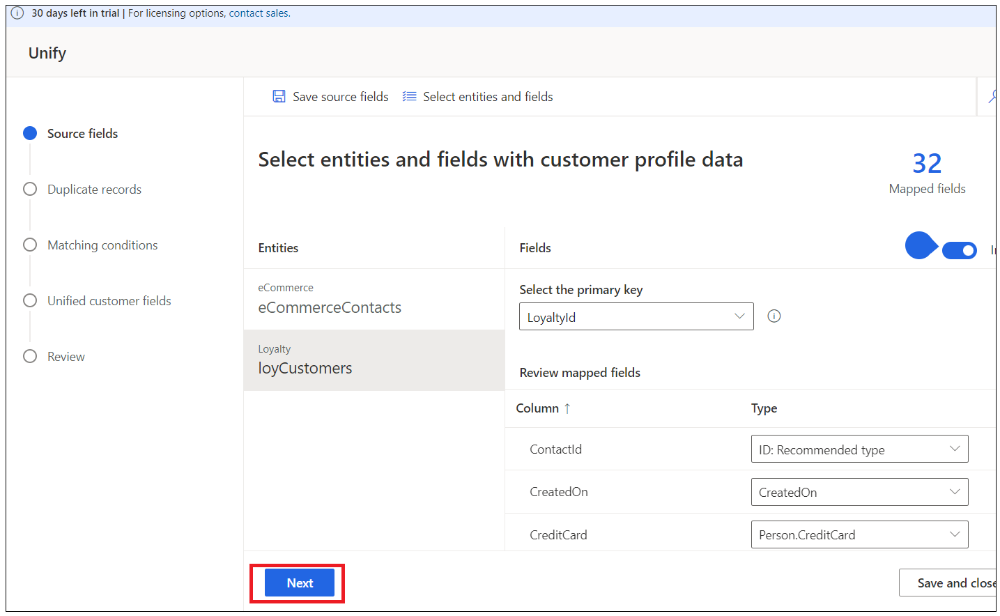 30 days left in trial | For licensing options, contact sales.
Unify
Save source fields Select entities and fields
Source fields
Duplicate records
Matching conditions
Unified customer fields
Review
Select entities and fields with customer profile data
32
Mapped fields
Entities
eCommerce
eCommerceContacts
Loyalty
loyCustomers
Fields
Select the primary key
LoyaltyId
Review mapped fields
Column ↑ Type
ContactId ID: Recommended type
CreatedOn CreatedOn
CreditCard Person.CreditCard
Next
Save and close